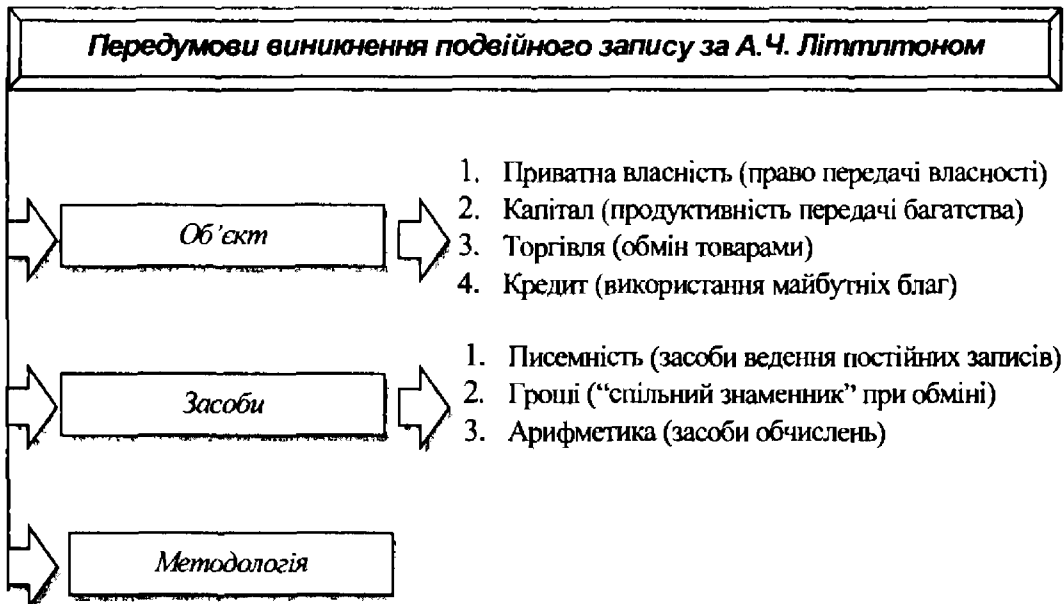 Передумови виникнення подвійного запису за А.Ч. Літтлтоном
Об’єкт
1. Приватна власність (право передачі власності)
2. Капітал (продуктивність передачі багатства)
3. Торгівля (обмін товарами)
4. Кредит (використання майбутніх благ)
Засоби
1. Писемність (засоби ведення постійних записів)
2. Гроші (“спільний знаменник” при обміні)
3. Арифметика (засоби обчислень)
Методологія